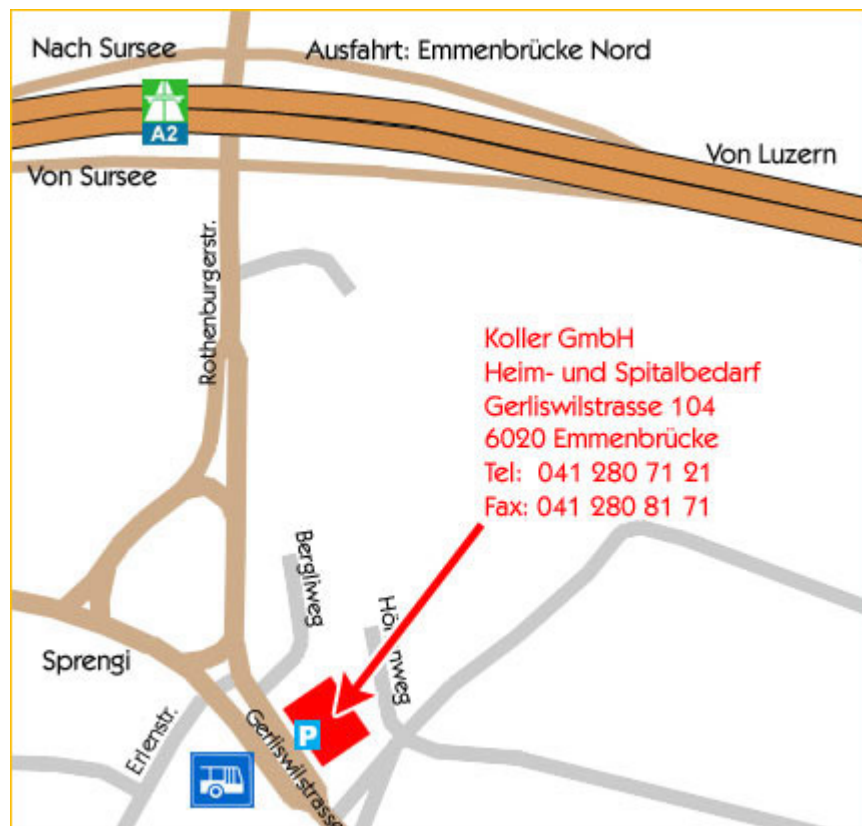 Nach Sursee
Ausfahrt: Emmenbrücke Nord
A2
Von Luzern
Von Sursee
Rothenburgerstr.
Koller GmbH
Heim- und Spitalbedarf
Gerliswilstrasse 104
6020 Emmenbrücke
Tel: 041 280 71 21
Fax: 041 280 81 71
Bergliweg
Sprengi
Erlenstr.
P
Gerliswilstrasse